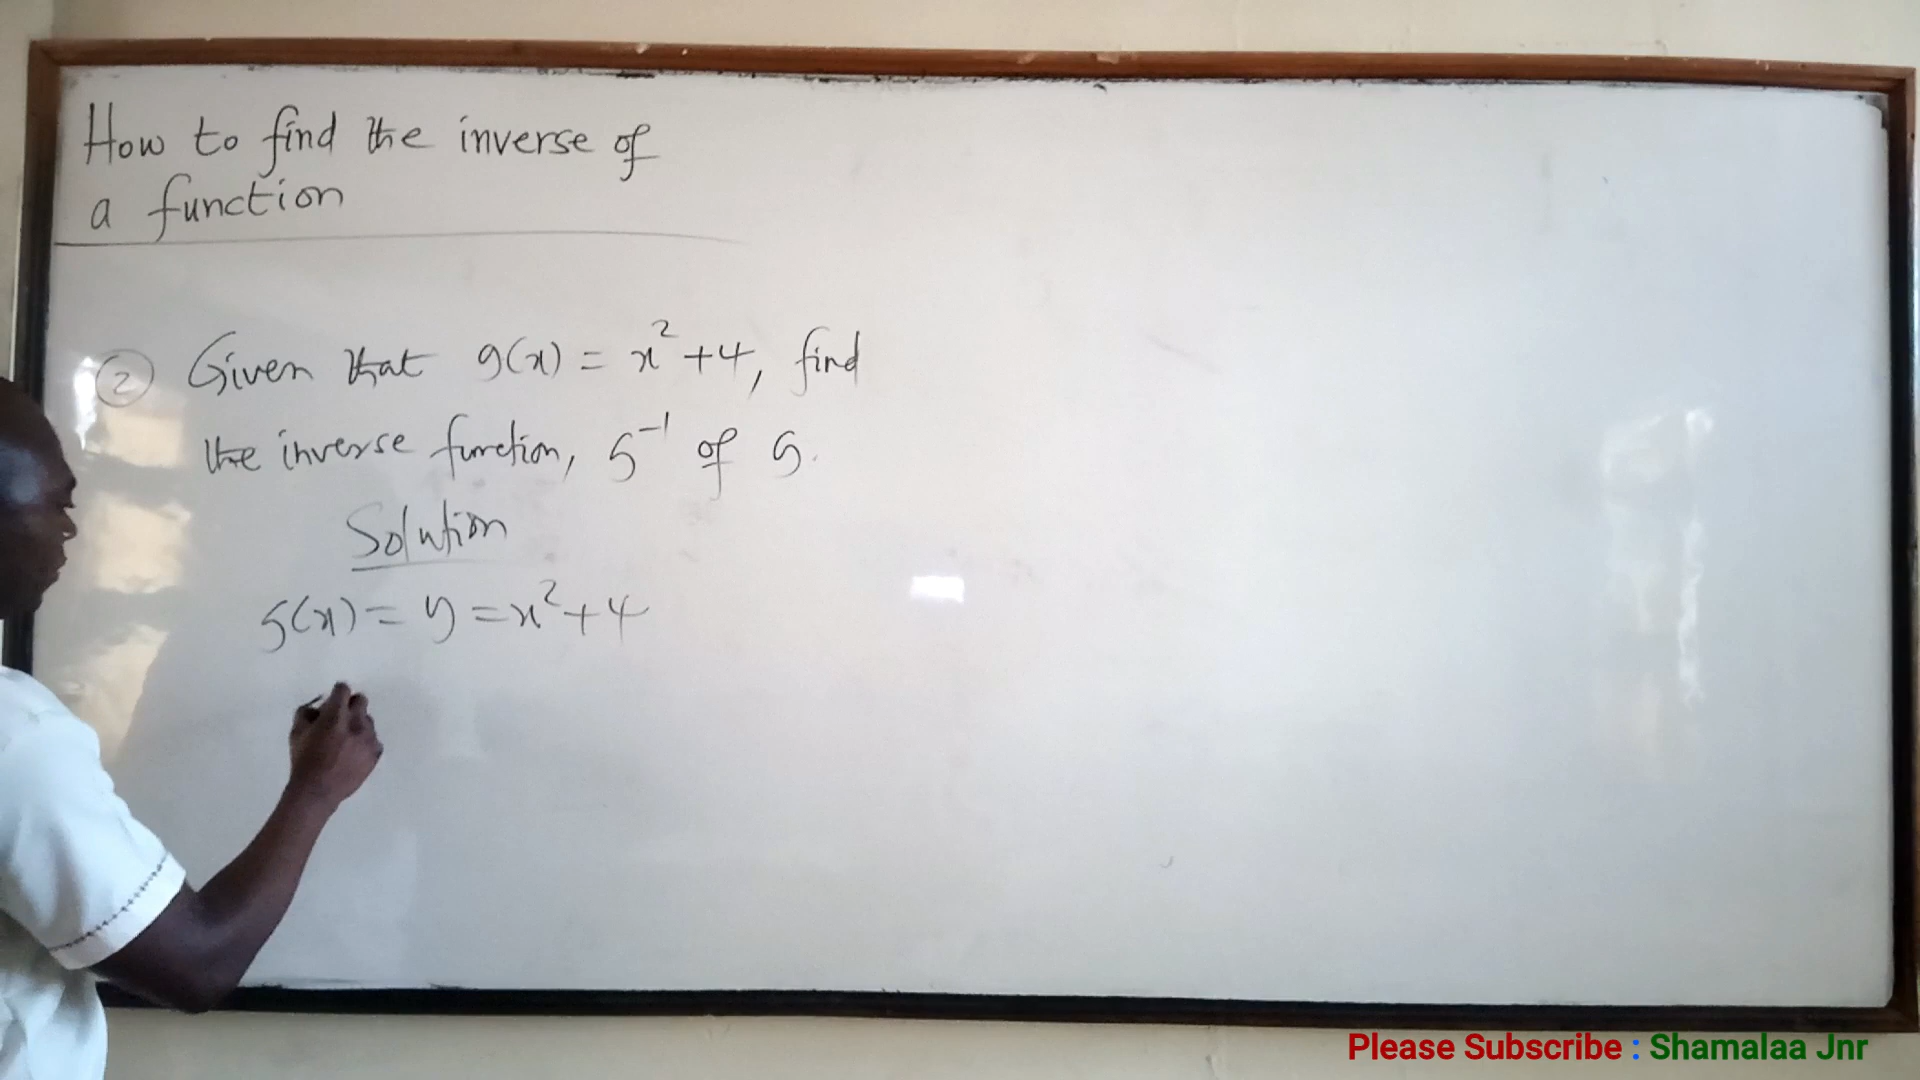 How to find the inverse of
a function
② Given that g(x) = x² + 4, find
the inverse function, g⁻¹ of g.
Solution
g(x) = y = x² + 4
Please Subscribe : Shamalaa Jnr